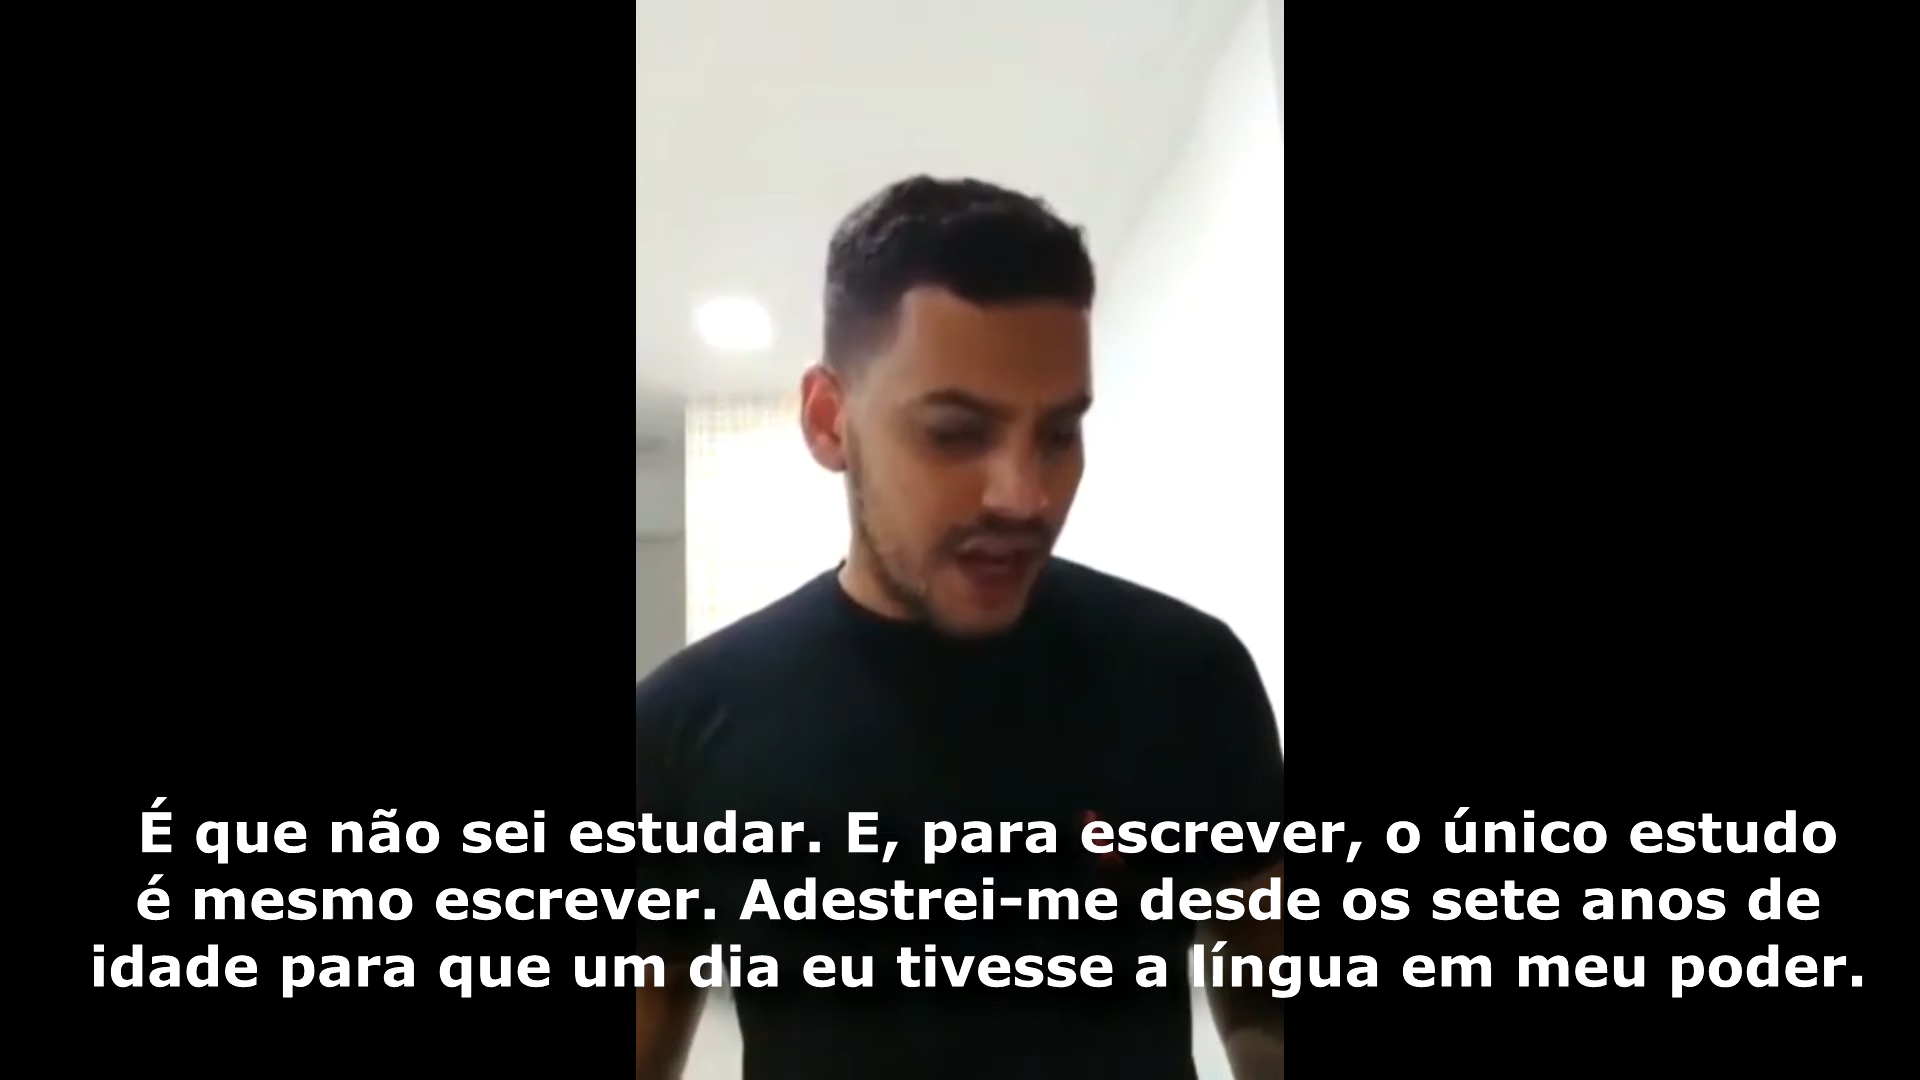 É que não sei estudar. E, para escrever, o único estudo
é mesmo escrever. Adestrei-me desde os sete anos de
idade para que um dia eu tivesse a língua em meu poder.